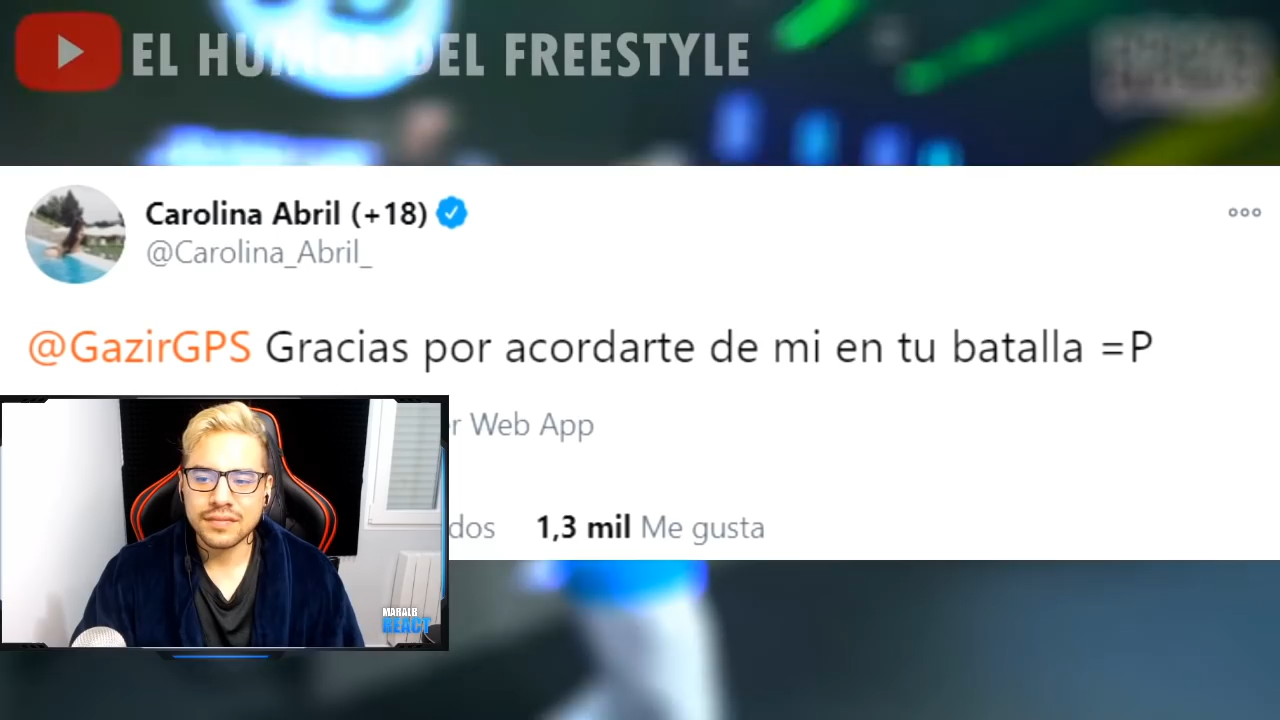 EL HUMOR DEL FREESTYLE
Carolina Abril (+18)
@Carolina_Abril_
@GazirGPS Gracias por acordarte de mi en tu batalla =P
Web App
1,3 mil Me gusta
MARALB
REACT